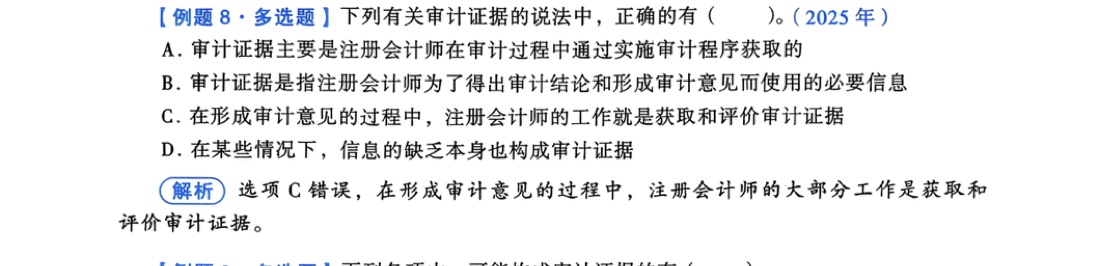 【例题 8·多选题】下列有关审计证据的说法中，正确的有（　　）。（2025 年）
A. 审计证据主要是注册会计师在审计过程中通过实施审计程序获取的
B. 审计证据是指注册会计师为了得出审计结论和形成审计意见而使用的必要信息
C. 在形成审计意见的过程中，注册会计师的工作就是获取和评价审计证据
D. 在某些情况下，信息的缺乏本身也构成审计证据
解析 选项 C 错误，在形成审计意见的过程中，注册会计师的大部分工作是获取和
评价审计证据。